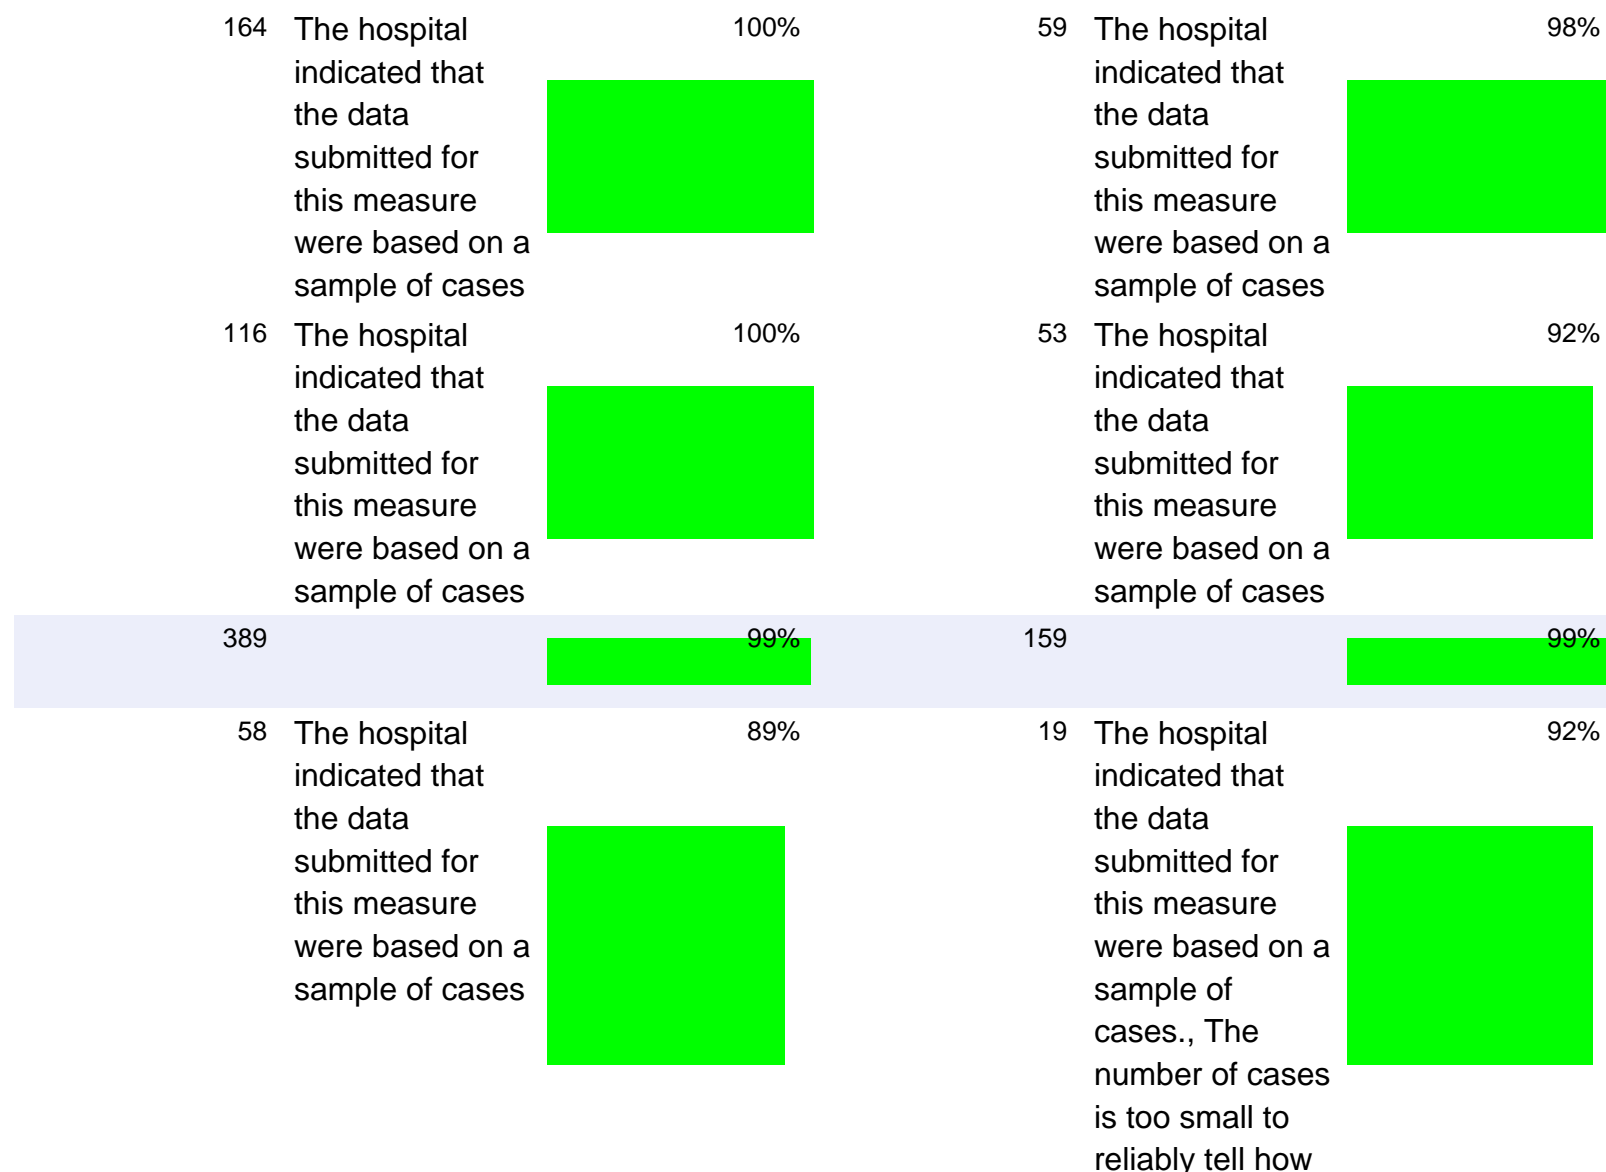 164 The hospital 100% 59 The hospital 98%
indicated that indicated that
the data the data
submitted for submitted for
this measure this measure
were based on a were based on a
sample of cases sample of cases
116 The hospital 100% 53 The hospital 92%
indicated that indicated that
the data the data
submitted for submitted for
this measure this measure
were based on a were based on a
sample of cases sample of cases
389 99% 159 99%
58 The hospital 89% 19 The hospital 92%
indicated that indicated that
the data the data
submitted for submitted for
this measure this measure
were based on a were based on a
sample of cases sample of
cases., The
number of cases
is too small to
reliably tell how